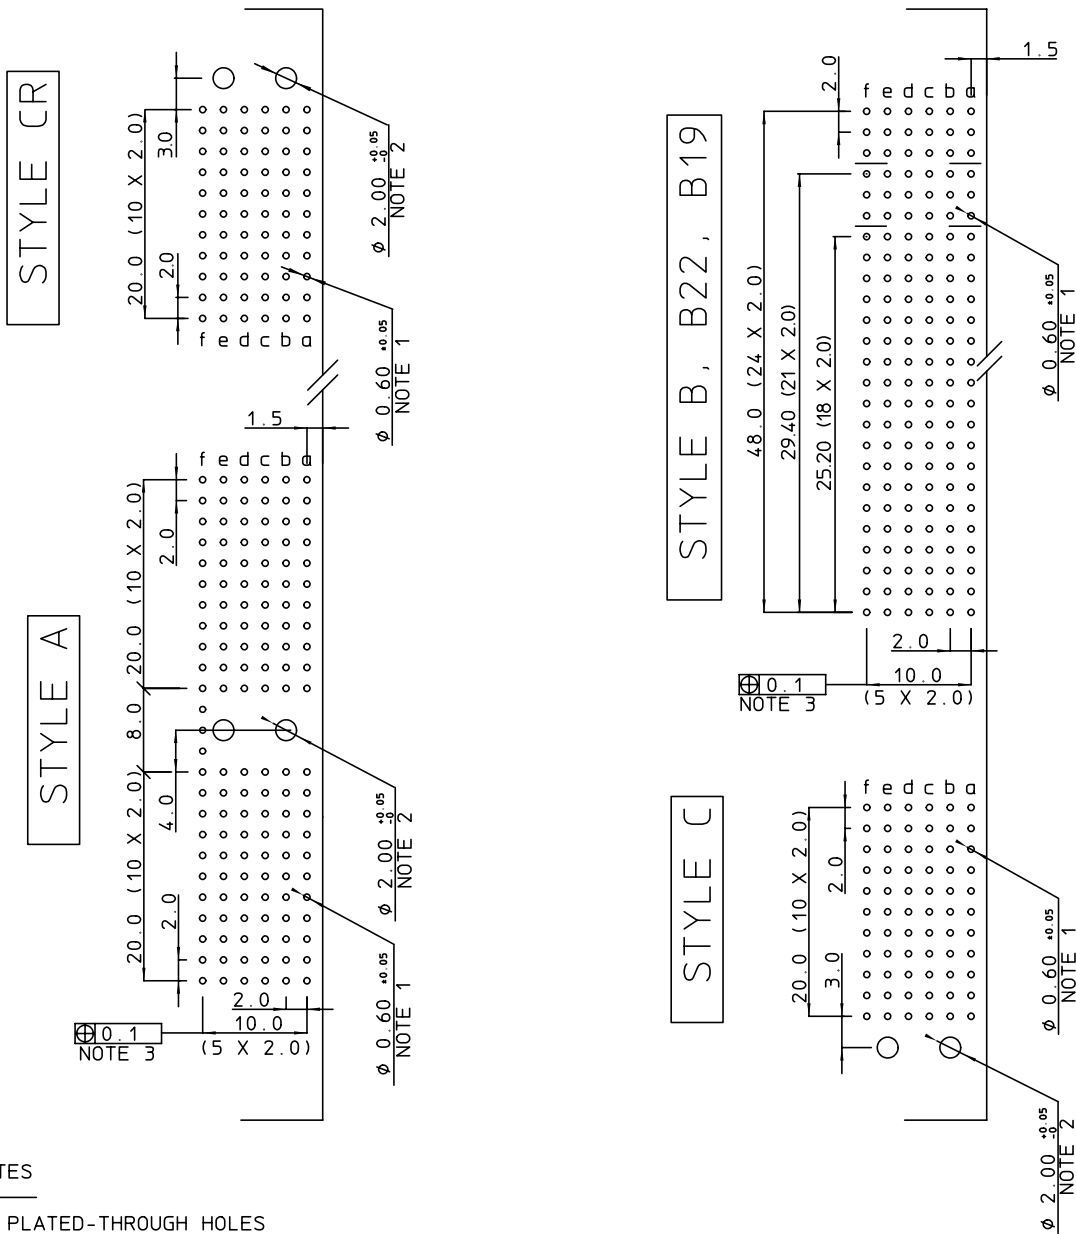 STYLE CR
20.0 (10 X 2.0)
3.0
2.0
f e d c b a
φ 2.00 +0.05 -0
NOTE 2
φ 0.60 ±0.05
NOTE 1
STYLE A
1.5
f e d c b a
20.0 (10 X 2.0)
2.0
8.0
4.0
20.0 (10 X 2.0)
2.0
φ 2.00 +0.05 -0
NOTE 2
φ 0.60 ±0.05
NOTE 1
2.0
10.0
(5 X 2.0)
⌖ 0.1
NOTE 3
STYLE B, B22, B19
1.5
2.0
f e d c b a
48.0 (24 X 2.0)
29.40 (21 X 2.0)
25.20 (18 X 2.0)
φ 0.60 ±0.05
NOTE 1
2.0
10.0
(5 X 2.0)
⌖ 0.1
NOTE 3
STYLE C
f e d c b a
20.0 (10 X 2.0)
2.0
3.0
φ 0.60 ±0.05
NOTE 1
φ 2.00 +0.05 -0
NOTE 2
TES
PLATED-THROUGH HOLES